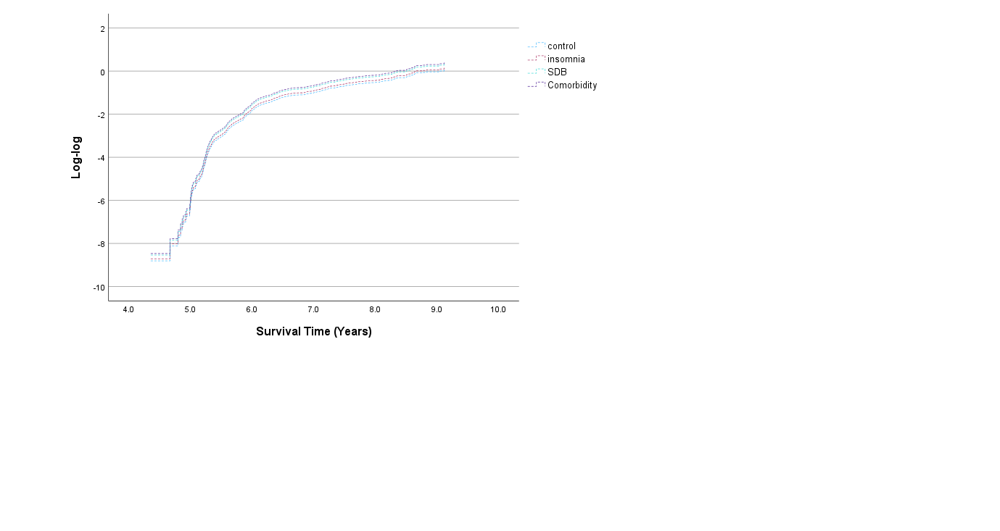 2
0
-2
-4
-6
-8
-10
Log-log
4.0 5.0 6.0 7.0 8.0 9.0 10.0
Survival Time (Years)
control
insomnia
SDB
Comorbidity